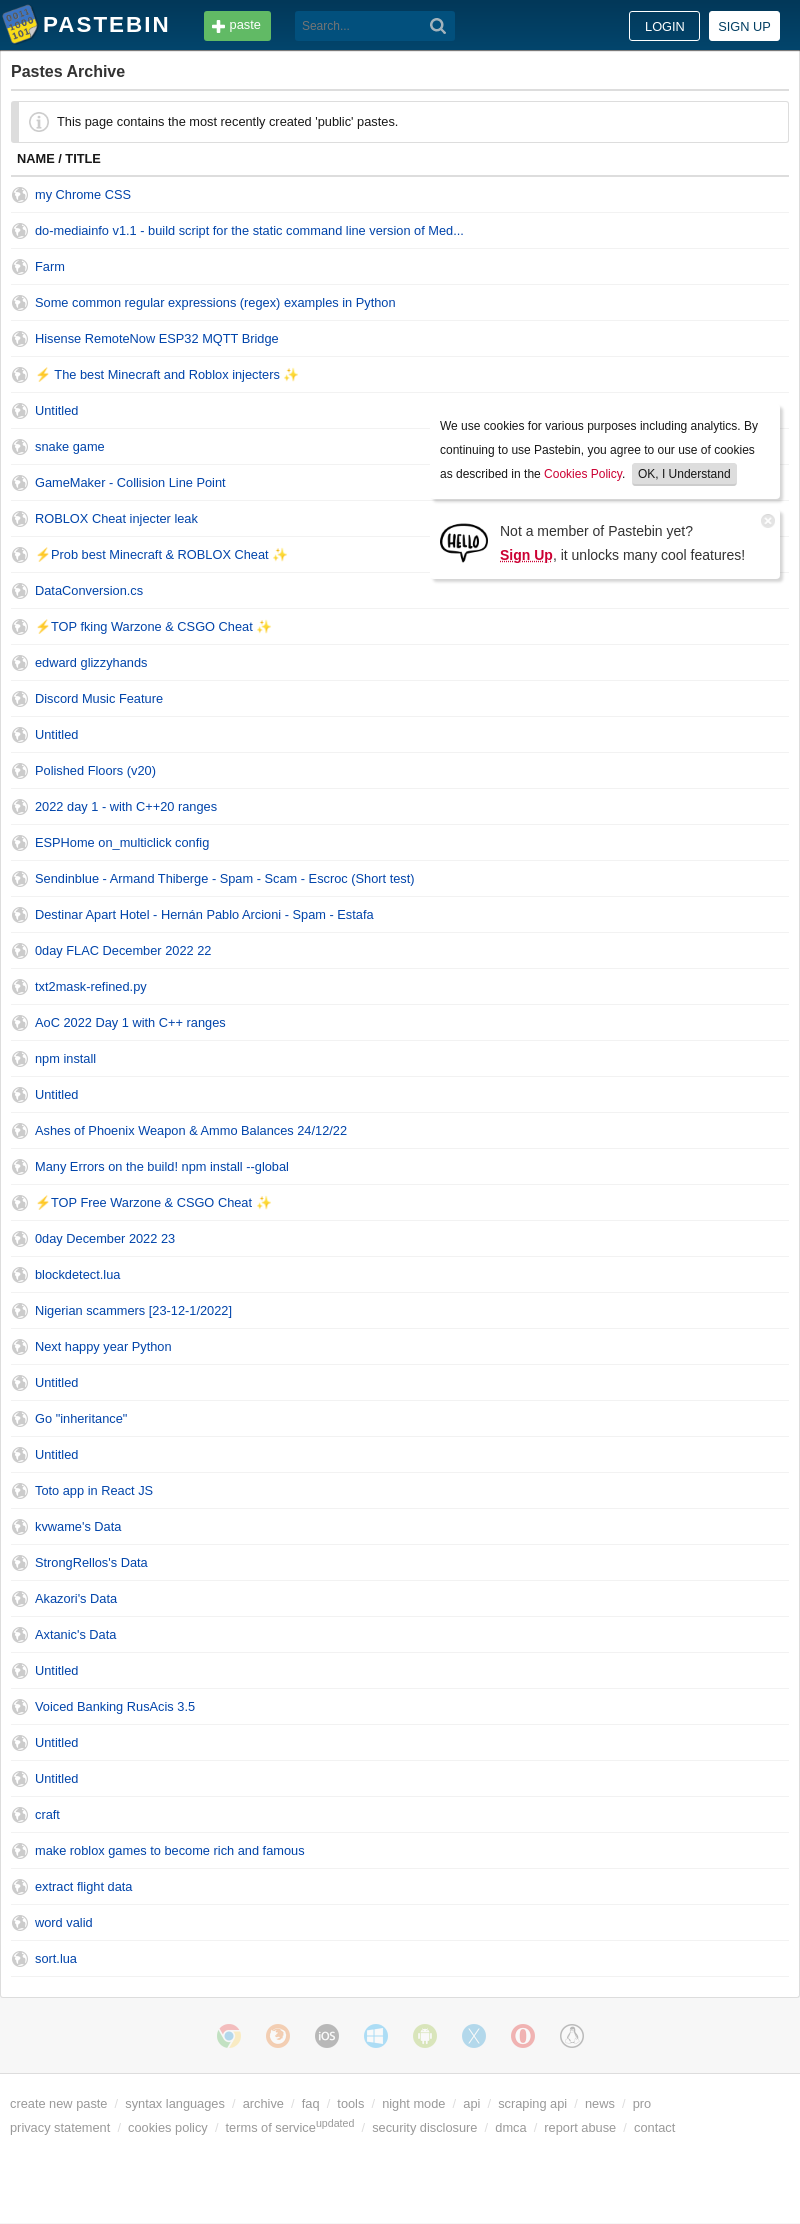 PASTEBIN paste Search... LOGIN SIGN UP
Pastes Archive
This page contains the most recently created 'public' pastes.
NAME / TITLE
my Chrome CSS
do-mediainfo v1.1 - build script for the static command line version of Med...
Farm
Some common regular expressions (regex) examples in Python
Hisense RemoteNow ESP32 MQTT Bridge
⚡ The best Minecraft and Roblox injecters ✨
Untitled
snake game
GameMaker - Collision Line Point
ROBLOX Cheat injecter leak
⚡Prob best Minecraft & ROBLOX Cheat ✨
We use cookies for various purposes including analytics. By
continuing to use Pastebin, you agree to our use of cookies
as described in the Cookies Policy. OK, I Understand
HELLO
Not a member of Pastebin yet?
Sign Up, it unlocks many cool features!
DataConversion.cs
⚡TOP fking Warzone & CSGO Cheat ✨
edward glizzyhands
Discord Music Feature
Untitled
Polished Floors (v20)
2022 day 1 - with C++20 ranges
ESPHome on_multiclick config
Sendinblue - Armand Thiberge - Spam - Scam - Escroc (Short test)
Destinar Apart Hotel - Hernán Pablo Arcioni - Spam - Estafa
0day FLAC December 2022 22
txt2mask-refined.py
AoC 2022 Day 1 with C++ ranges
npm install
Untitled
Ashes of Phoenix Weapon & Ammo Balances 24/12/22
Many Errors on the build! npm install --global
⚡TOP Free Warzone & CSGO Cheat ✨
0day December 2022 23
blockdetect.lua
Nigerian scammers [23-12-1/2022]
Next happy year Python
Untitled
Go "inheritance"
Untitled
Toto app in React JS
kvwame's Data
StrongRellos's Data
Akazori's Data
Axtanic's Data
Untitled
Voiced Banking RusAcis 3.5
Untitled
Untitled
craft
make roblox games to become rich and famous
extract flight data
word valid
sort.lua
iOS
create new paste / syntax languages / archive / faq / tools / night mode / api / scraping api / news / pro
privacy statement / cookies policy / terms of serviceupdated / security disclosure / dmca / report abuse / contact